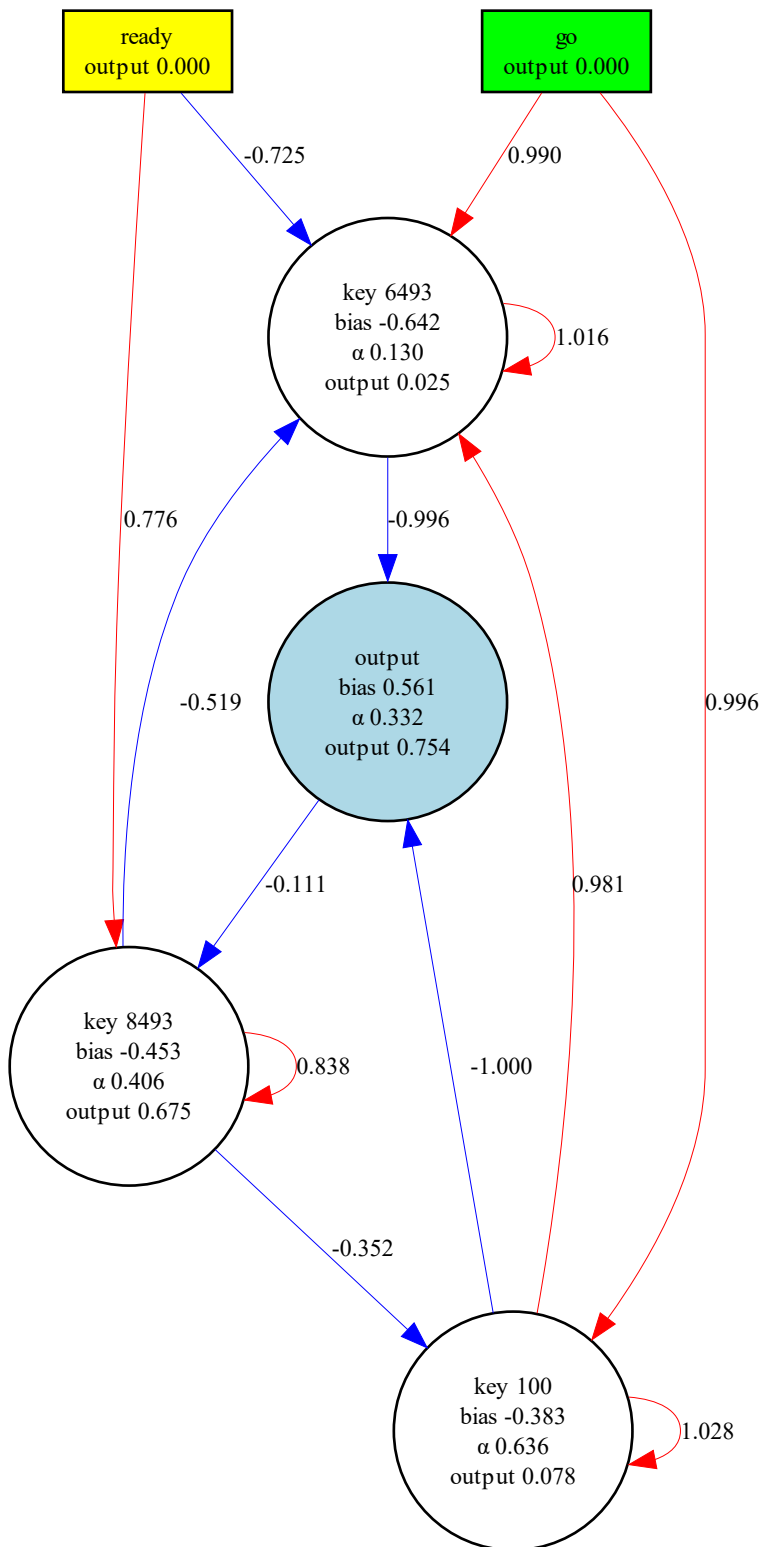 ready
output 0.000
go
output 0.000
-0.725
0.990
key 6493
bias -0.642
α 0.130
output 0.025
1.016
0.776
-0.996
-0.519
output
bias 0.561
α 0.332
output 0.754
0.996
-0.111
0.981
key 8493
bias -0.453
α 0.406
output 0.675
0.838
-1.000
-0.352
key 100
bias -0.383
α 0.636
output 0.078
1.028